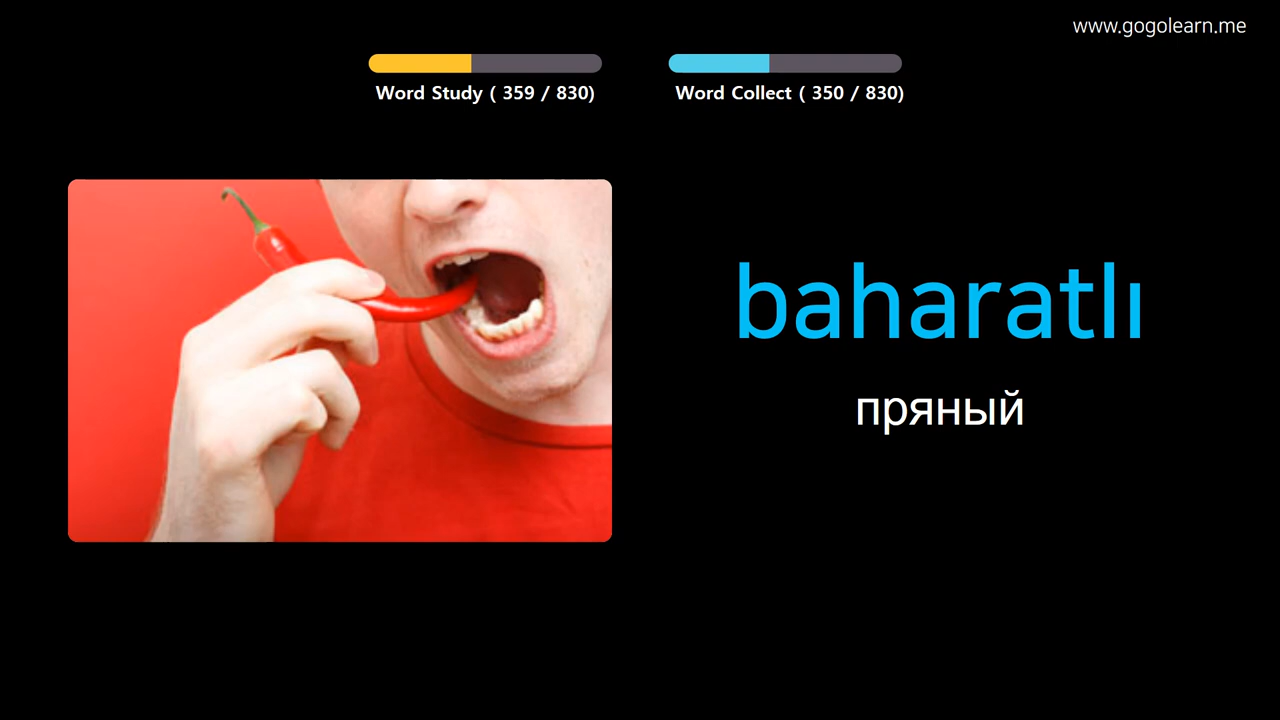 www.gogolearn.me
Word Study ( 359 / 830)
Word Collect ( 350 / 830)
baharatlı
пряный